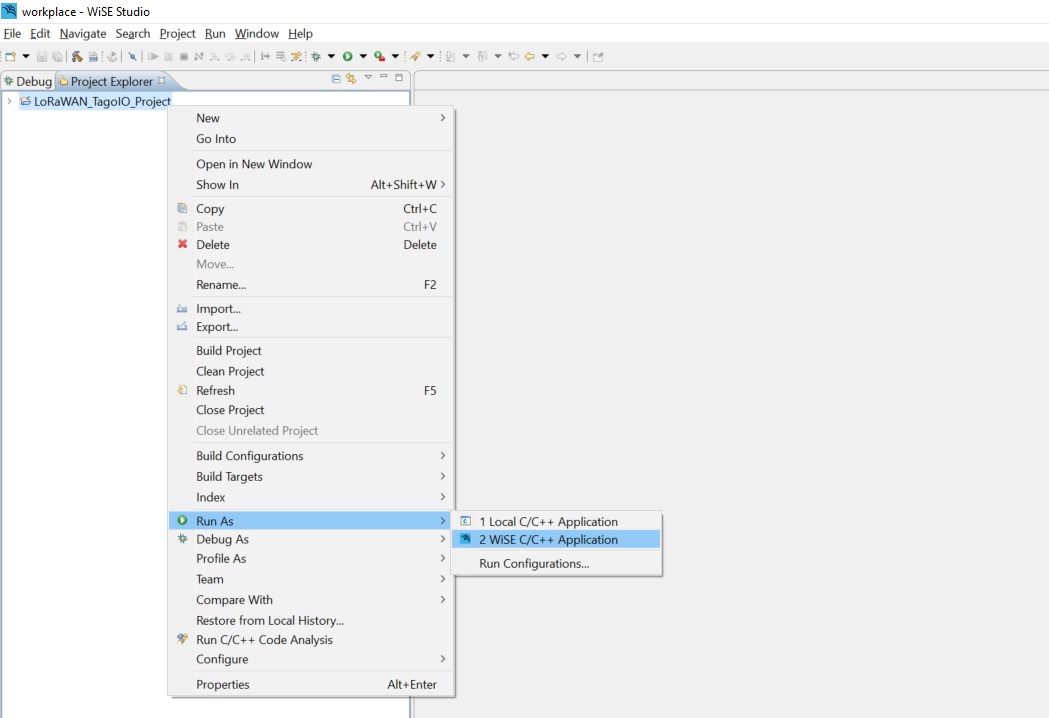 workplace - WiSE Studio
File Edit Navigate Search Project Run Window Help
Debug Project Explorer
LoRaWAN_TagoIO_Project
New
Go Into
Open in New Window
Show In Alt+Shift+W
Copy Ctrl+C
Paste Ctrl+V
Delete Delete
Move...
Rename... F2
Import...
Export...
Build Project
Clean Project
Refresh F5
Close Project
Close Unrelated Project
Build Configurations
Build Targets
Index
Run As
1 Local C/C++ Application
Debug As
2 WiSE C/C++ Application
Profile As
Run Configurations...
Team
Compare With
Restore from Local History...
Run C/C++ Code Analysis
Configure
Properties Alt+Enter